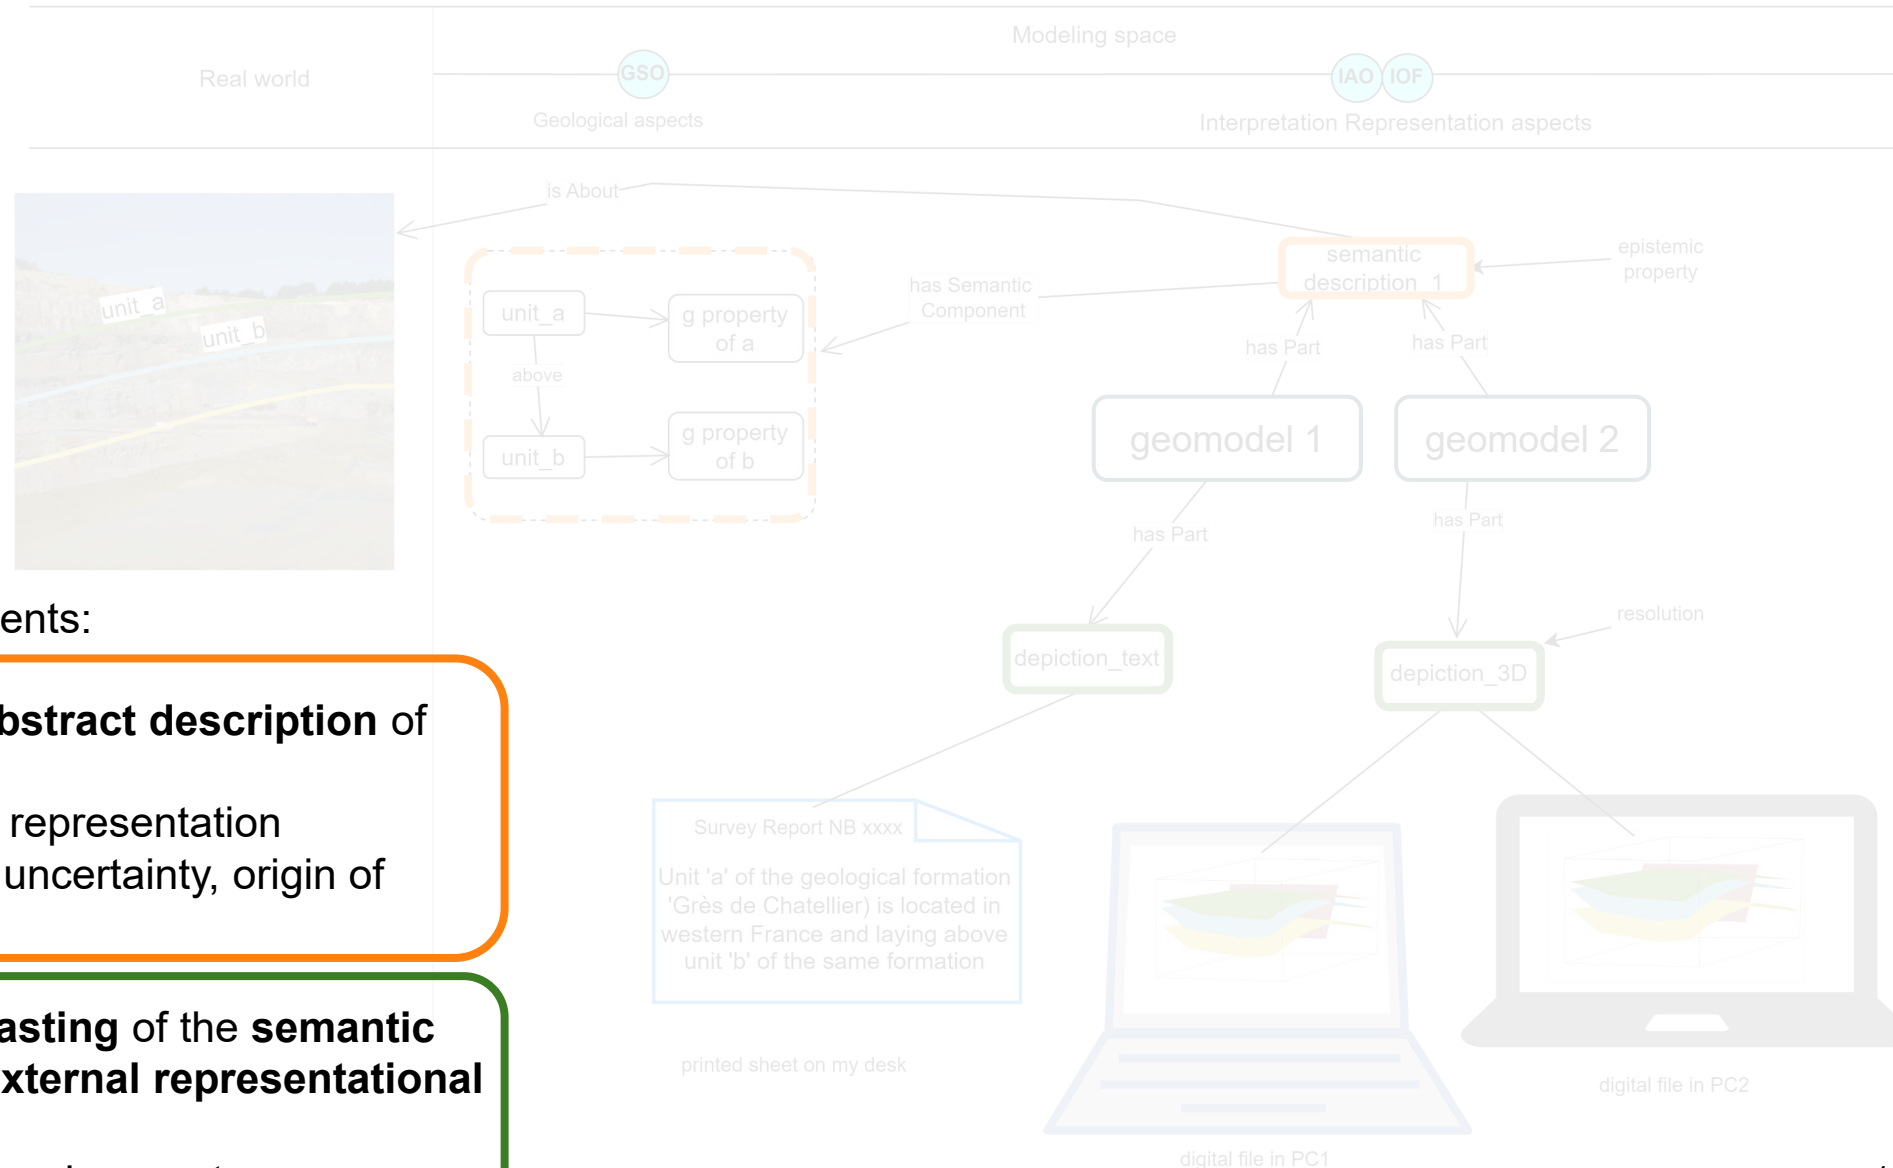 Modeling space
Real world
GSO
IAO
IOF
Geological aspects
Interpretation Representation aspects
is About
unit_a
unit_b
unit_a
g property
of a
above
unit_b
g property
of b
has Semantic
Component
semantic
description_1
epistemic
property
has Part
has Part
geomodel 1
geomodel 2
has Part
has Part
resolution
depiction_text
depiction_3D
ents:
bstract description of
representation
uncertainty, origin of
asting of the semantic
xternal representational
Survey Report NB xxxx
Unit 'a' of the geological formation
'Grès de Chatellier) is located in
western France and laying above
unit 'b' of the same formation
printed sheet on my desk
digital file in PC1
digital file in PC2